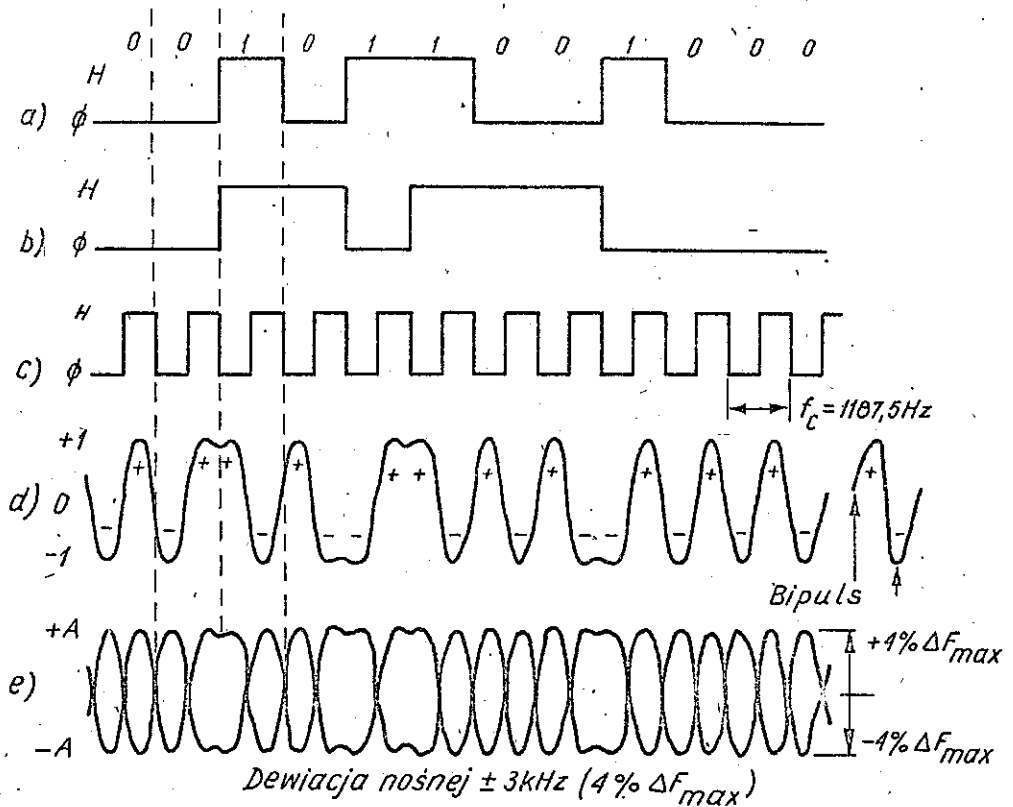 0 0 1 0 1 1 0 0 1 0 0 0
H
a) ϕ
H
b) ϕ
H
c) ϕ
f_c = 1187,5Hz
+1
+ + + + + + + + + + + +
d) 0
- - - - - - - - - - - -
-1
Bipuls
+A
+4% ΔF_max
e)
-A
-4% ΔF_max
Dewiacja nośnej ± 3kHz (4% ΔF_max)